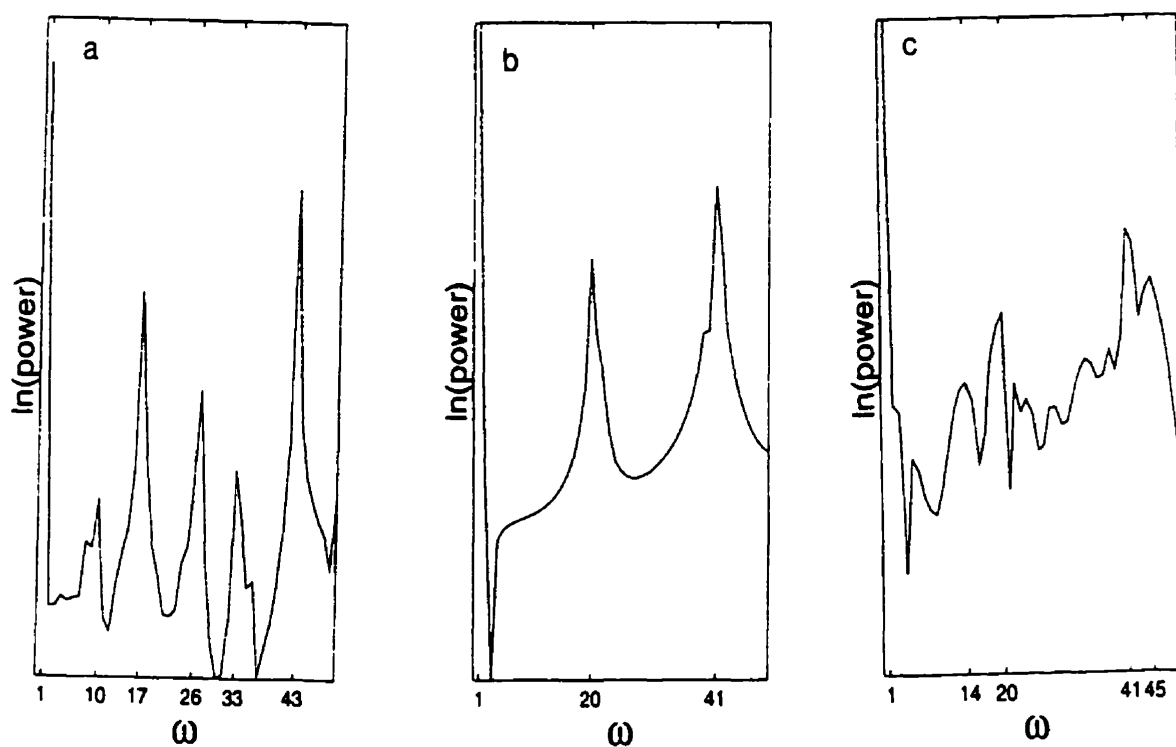 a
ln(power)
1 10 17 26 33 43
ω
b
ln(power)
1 20 41
ω
c
ln(power)
1 14 20 41 45
ω